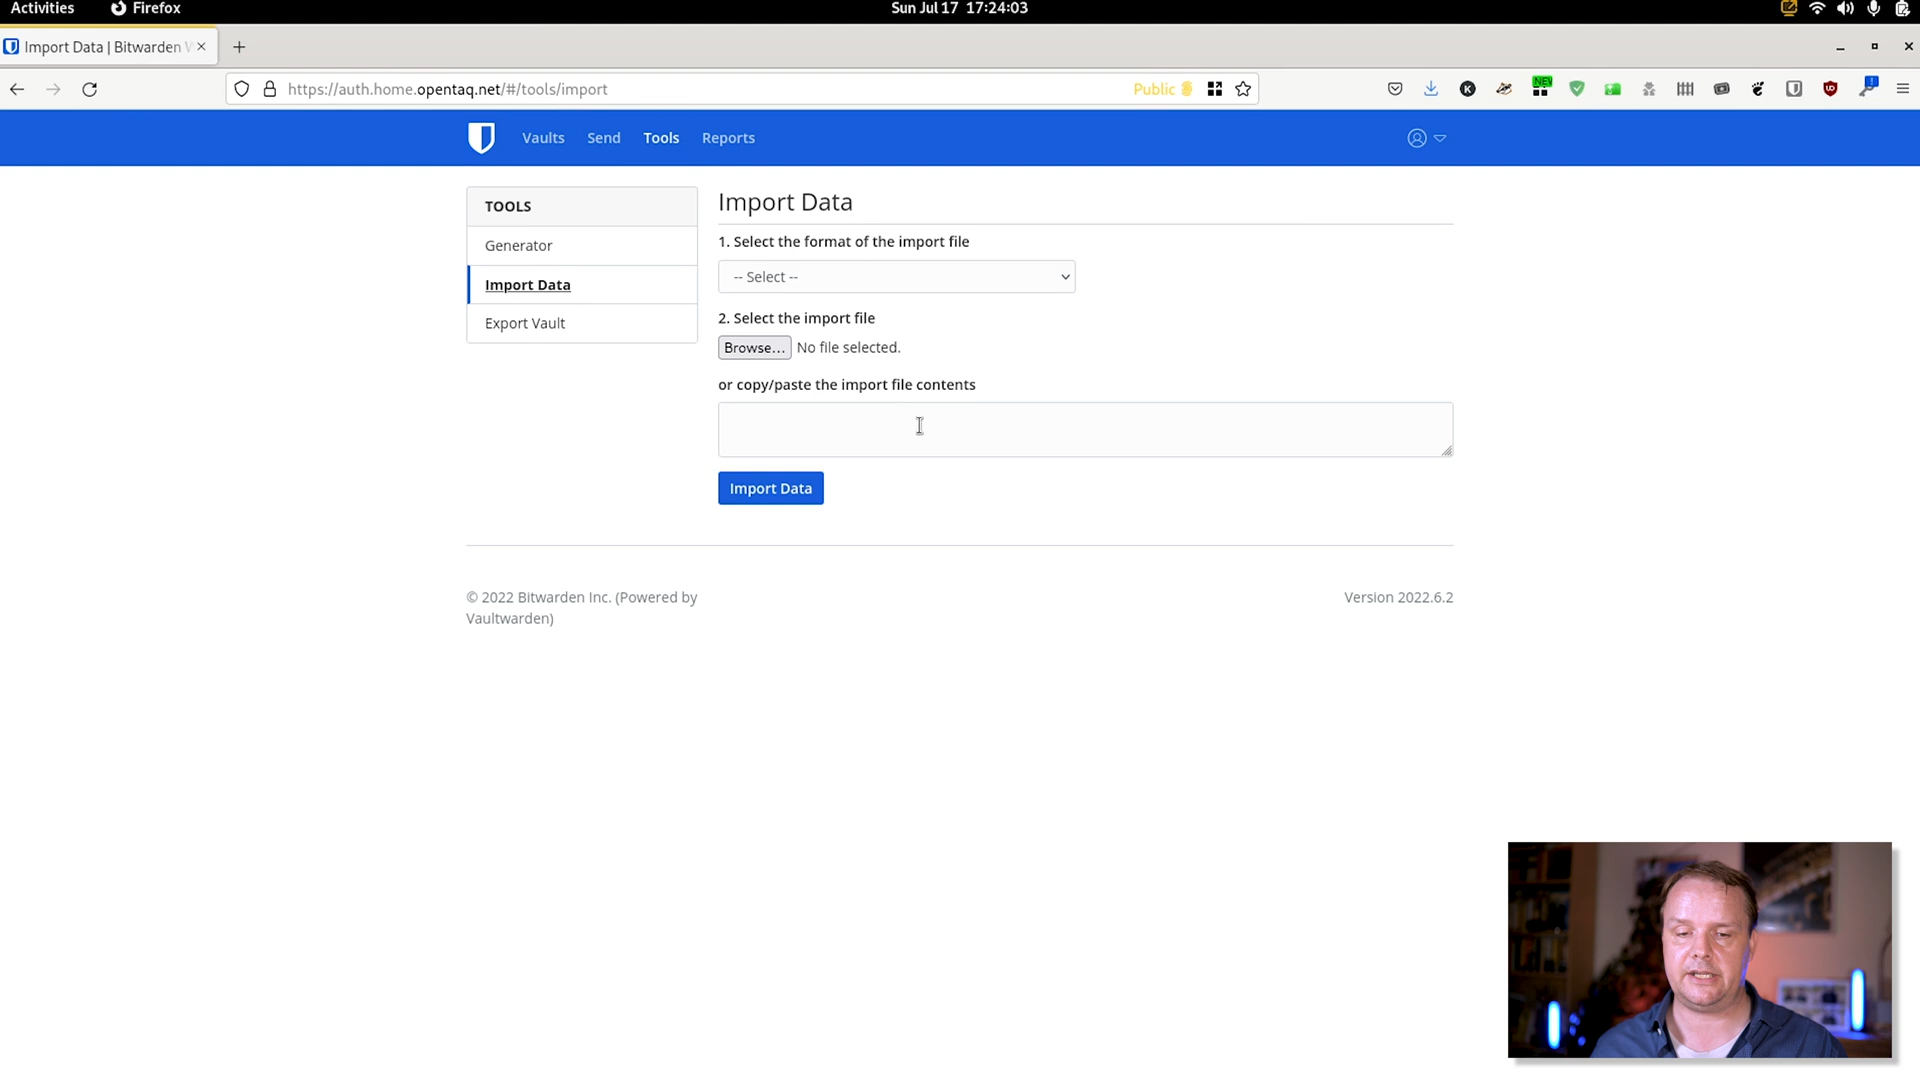 Activities
Firefox
Sun Jul 17 17:24:03
Import Data | Bitwarden
https://auth.home.opentaq.net/#/tools/import
Public
NEW
Vaults
Send
Tools
Reports
TOOLS
Generator
Import Data
Export Vault
Import Data
1. Select the format of the import file
-- Select --
2. Select the import file
Browse...
No file selected.
or copy/paste the import file contents
Import Data
© 2022 Bitwarden Inc. (Powered by
Vaultwarden)
Version 2022.6.2